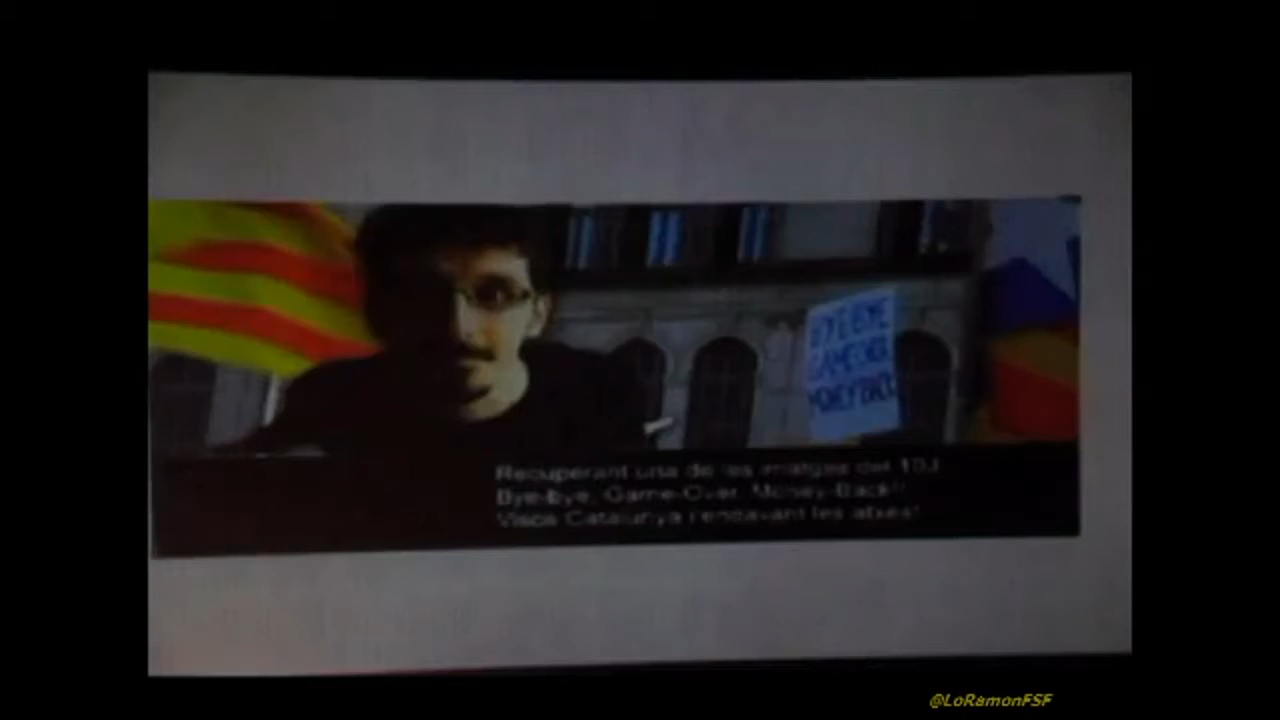 BYE BYE
GAME OVER
MONEY BACK
Recuperant una de les imatges del 10J
Bye-bye, Game-Over, Money-Back!!
Visca Catalunya i endavant les atxes!
@LoRamonFSF